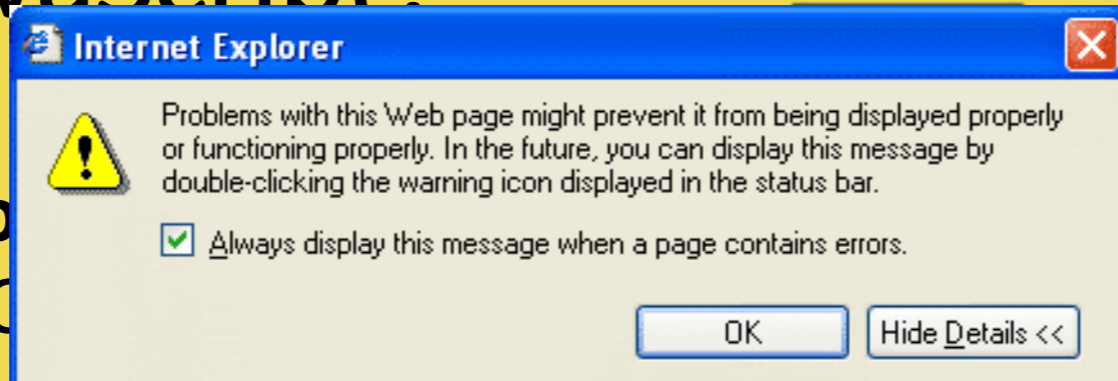 Internet Explorer
Problems with this Web page might prevent it from being displayed properly
or functioning properly. In the future, you can display this message by
double-clicking the warning icon displayed in the status bar.
Always display this message when a page contains errors.
OK
Hide Details <<